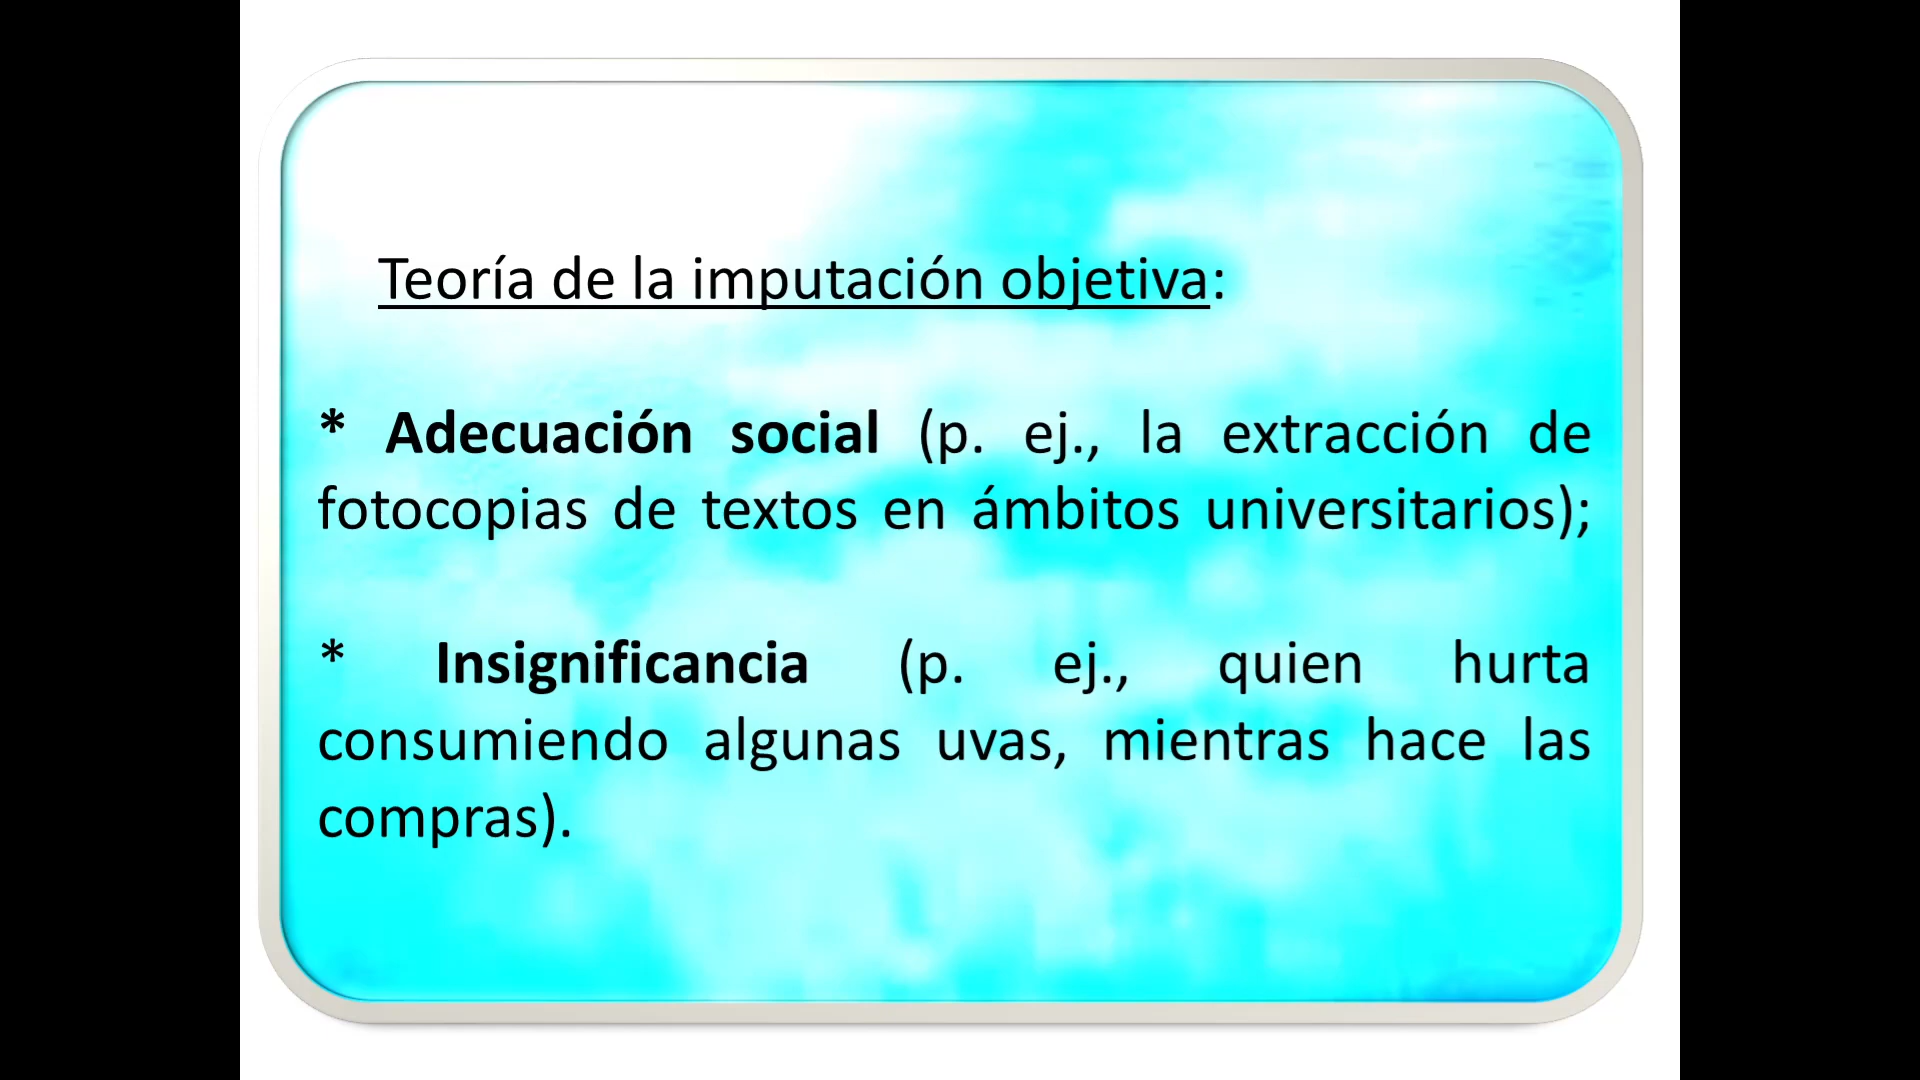 Teoría de la imputación objetiva:
* Adecuación social (p. ej., la extracción de
fotocopias de textos en ámbitos universitarios);
* Insignificancia (p. ej., quien hurta
consumiendo algunas uvas, mientras hace las
compras).